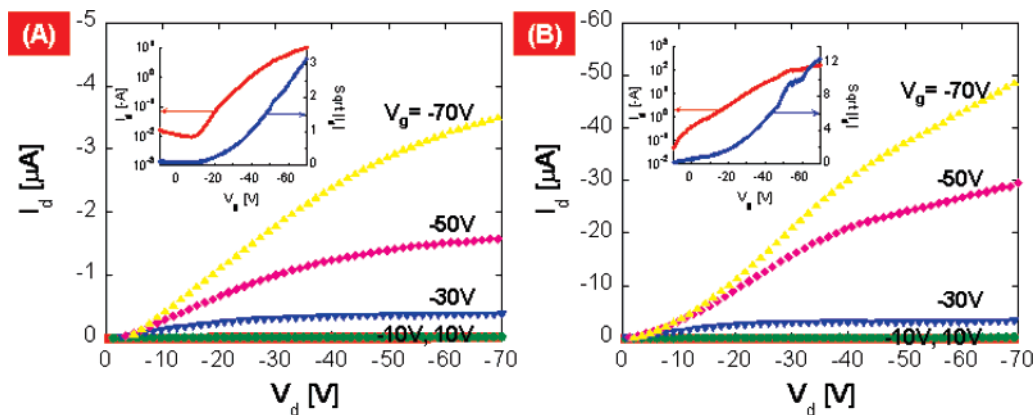 (A)
-5
-4
-3
-2
-1
0
I_d [µA]
0 -10 -20 -30 -40 -50 -60 -70
V_d [V]
V_g= -70V
-50V
-30V
-10V, 10V
[-A]
Sqrt
3
2
1
0
0 -20 -40 -60
[V]
(B)
-60
-50
-40
-30
-20
-10
0
I_d [µA]
0 -10 -20 -30 -40 -50 -60 -70
V_d [V]
V_g= -70V
-50V
-30V
-10V, 10V
[-A]
Sqrt
12
8
4
0
0 -20 -40 -60
[V]